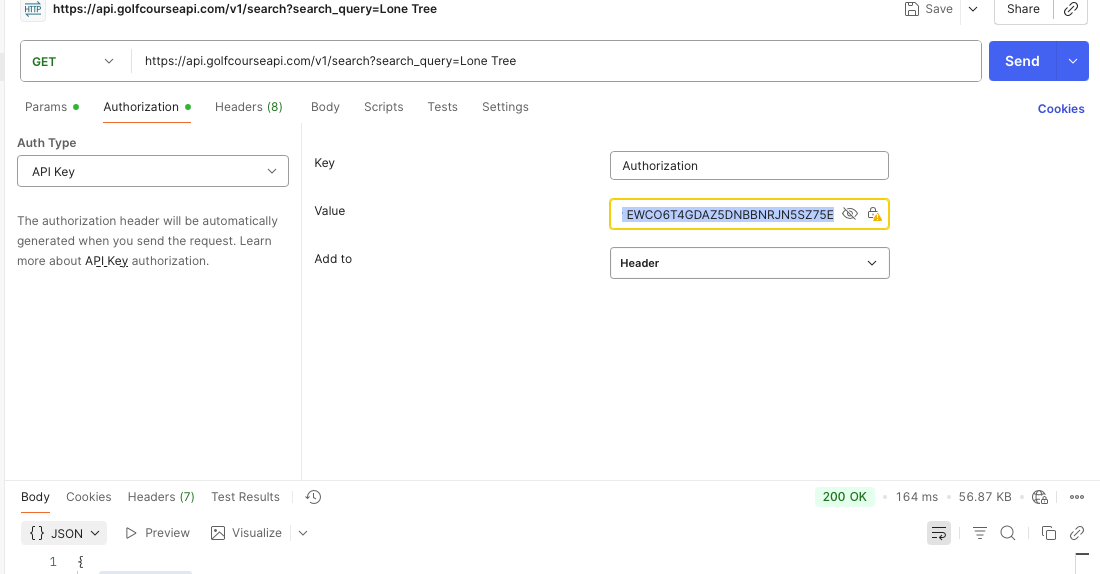 HTTP https://api.golfcourseapi.com/v1/search?search_query=Lone Tree Save Share
GET https://api.golfcourseapi.com/v1/search?search_query=Lone Tree Send
Params Authorization Headers (8) Body Scripts Tests Settings Cookies
Auth Type
API Key
The authorization header will be automatically
generated when you send the request. Learn
more about API Key authorization.
Key Authorization
Value EWCO6T4GDAZ5DNBBNRJN5SZ75E
Add to Header
Body Cookies Headers (7) Test Results 200 OK 164 ms 56.87 KB
{} JSON Preview Visualize
1 {